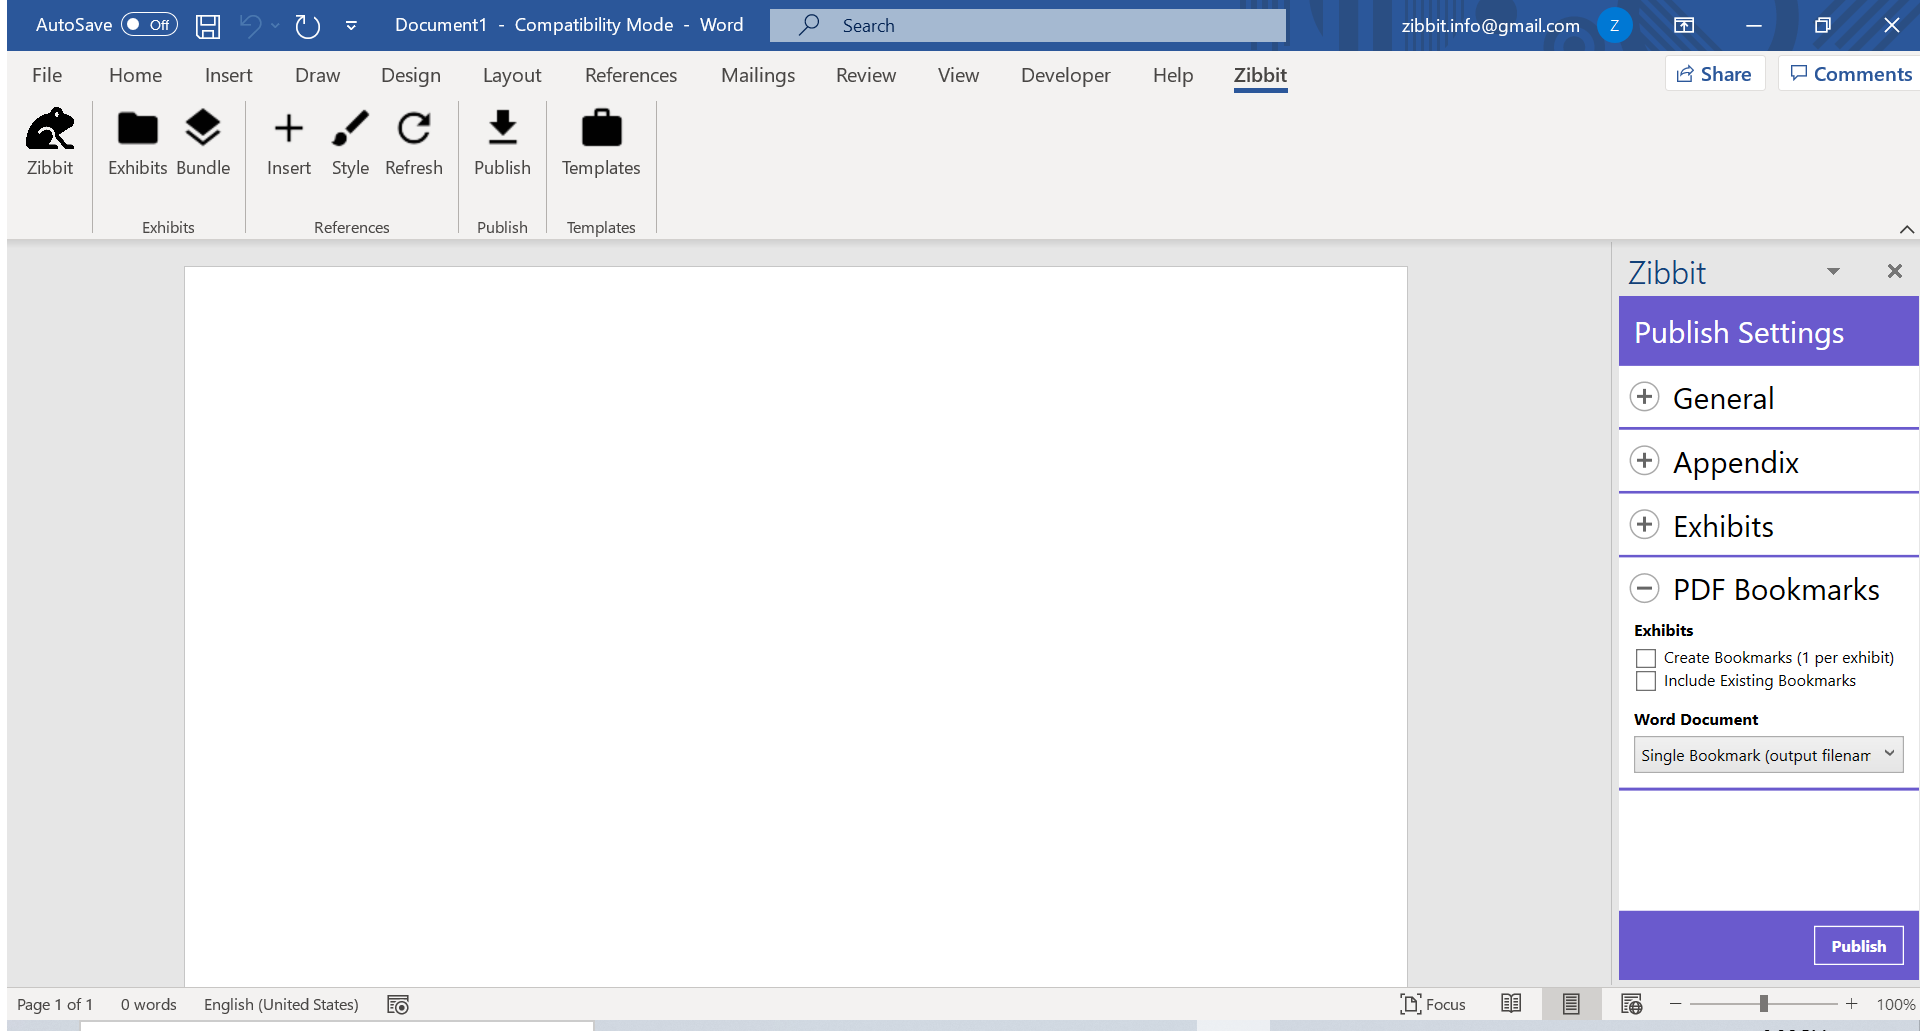 AutoSave Off Document1 - Compatibility Mode - Word Search zibbit.info@gmail.com Z
File Home Insert Draw Design Layout References Mailings Review View Developer Help Zibbit Share Comments
Zibbit Exhibits Bundle Insert Style Refresh Publish Templates
Exhibits References Publish Templates
Zibbit
Publish Settings
General
Appendix
Exhibits
PDF Bookmarks
Exhibits
Create Bookmarks (1 per exhibit)
Include Existing Bookmarks
Word Document
Single Bookmark (output filenam
Publish
Page 1 of 1 0 words English (United States) Focus 100%